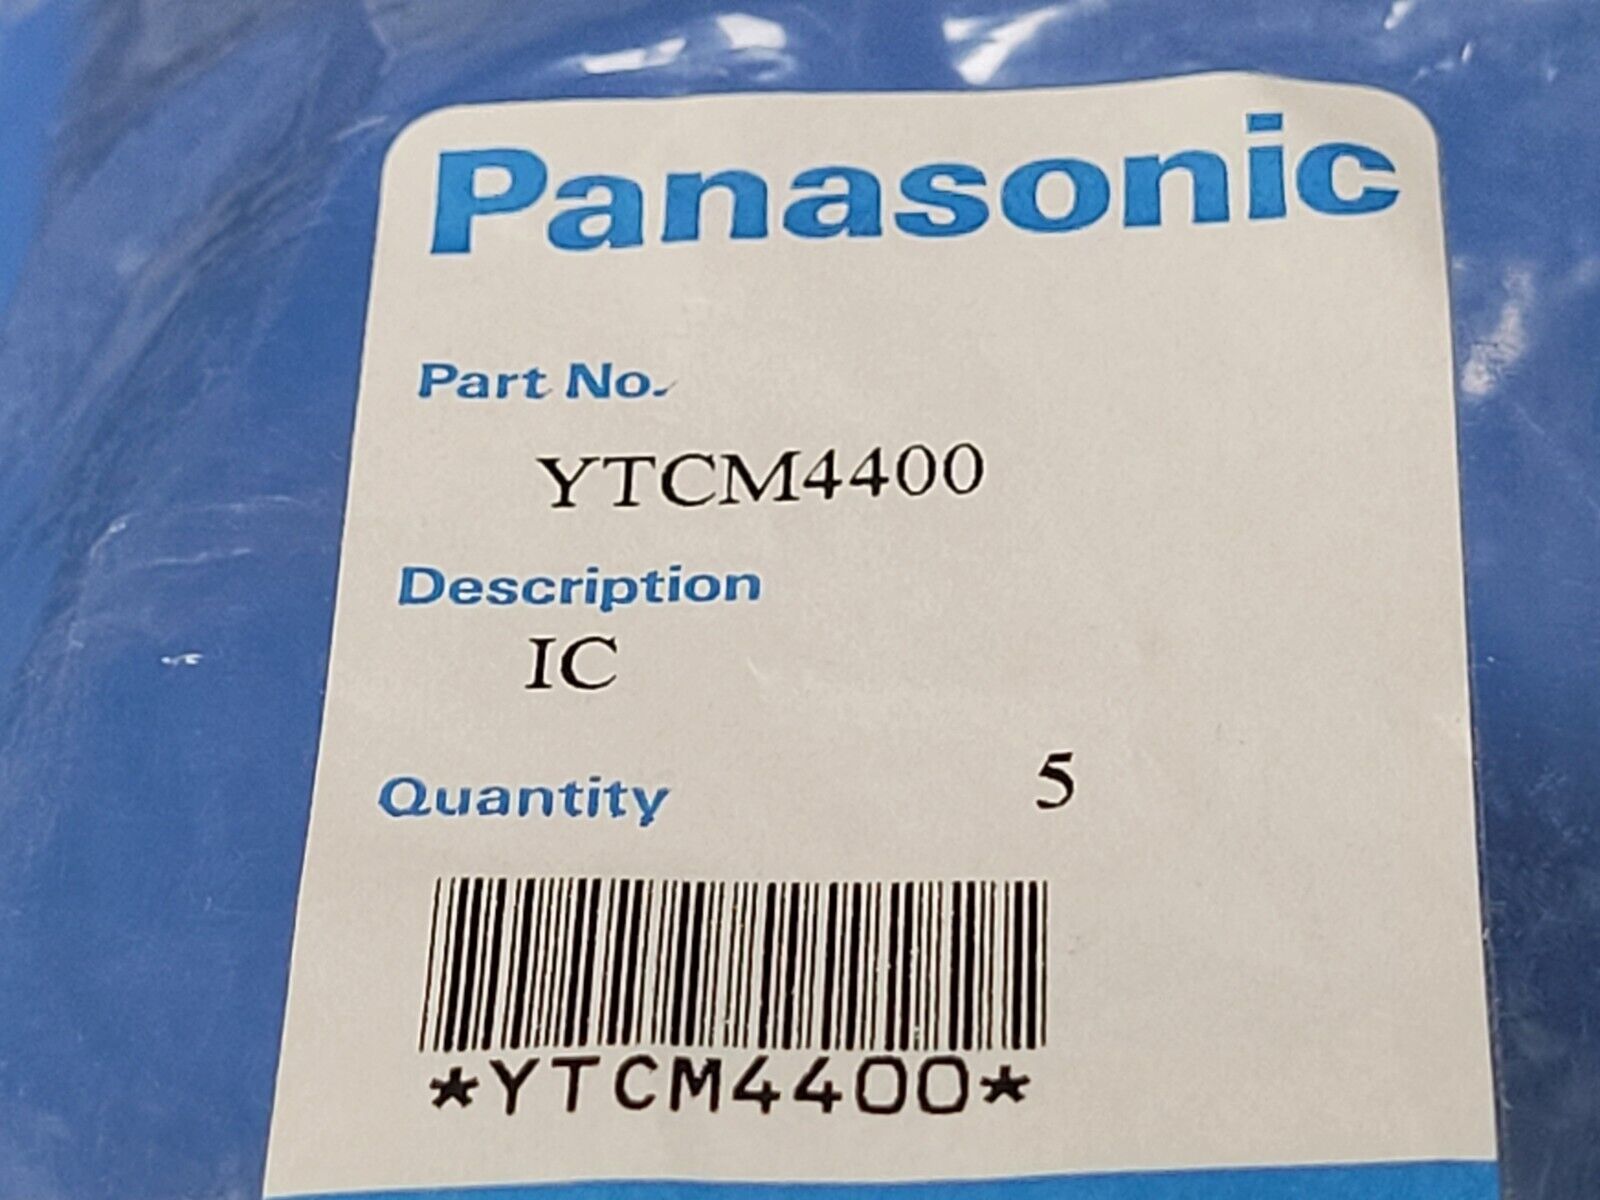 Panasonic
Part No.
YTCM4400
Description
IC
Quantity 5
*YTCM4400*